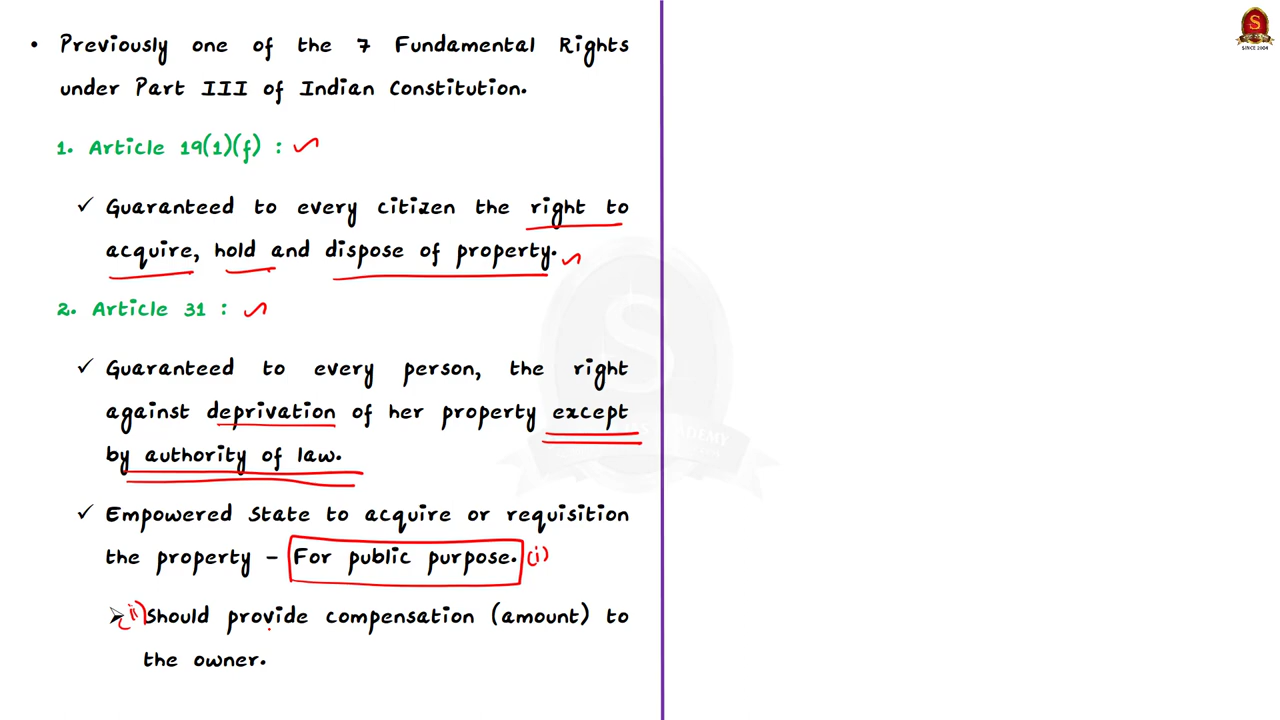 • Previously one of the 7 Fundamental Rights
under Part III of Indian Constitution.
1. Article 19(1)(f) :
✓ Guaranteed to every citizen the right to
acquire, hold and dispose of property.
2. Article 31 :
✓ Guaranteed to every person, the right
against deprivation of her property except
by authority of law.
✓ Empowered State to acquire or requisition
the property - For public purpose. (i)
➢ (ii) Should provide compensation (amount) to
the owner.
S
SINCE 2004